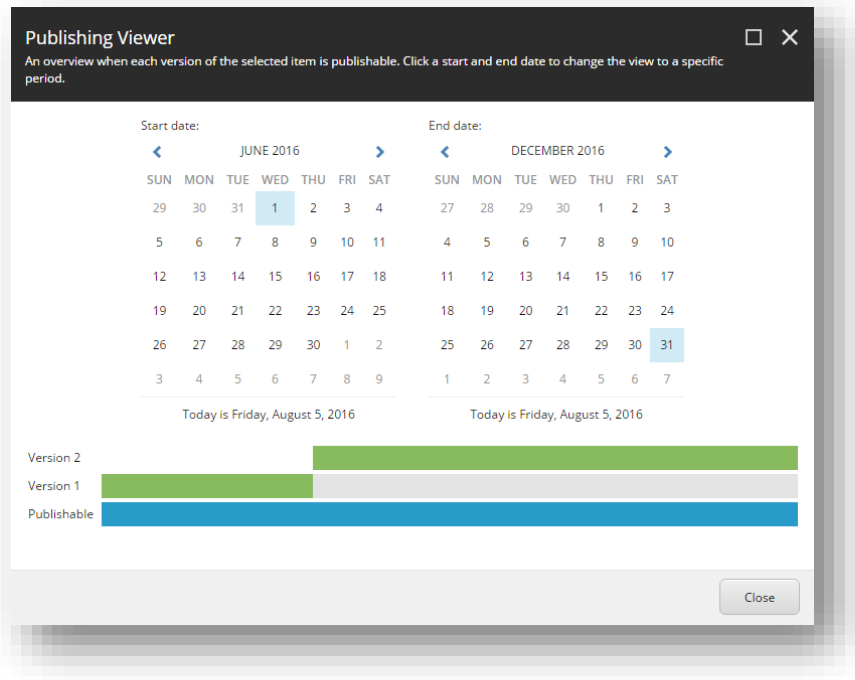 Publishing Viewer
An overview when each version of the selected item is publishable. Click a start and end date to change the view to a specific
period.
Start date:
JUNE 2016
SUN MON TUE WED THU FRI SAT
29 30 31 1 2 3 4
5 6 7 8 9 10 11
12 13 14 15 16 17 18
19 20 21 22 23 24 25
26 27 28 29 30 1 2
3 4 5 6 7 8 9
Today is Friday, August 5, 2016
End date:
DECEMBER 2016
SUN MON TUE WED THU FRI SAT
27 28 29 30 1 2 3
4 5 6 7 8 9 10
11 12 13 14 15 16 17
18 19 20 21 22 23 24
25 26 27 28 29 30 31
1 2 3 4 5 6 7
Today is Friday, August 5, 2016
Version 2
Version 1
Publishable
Close